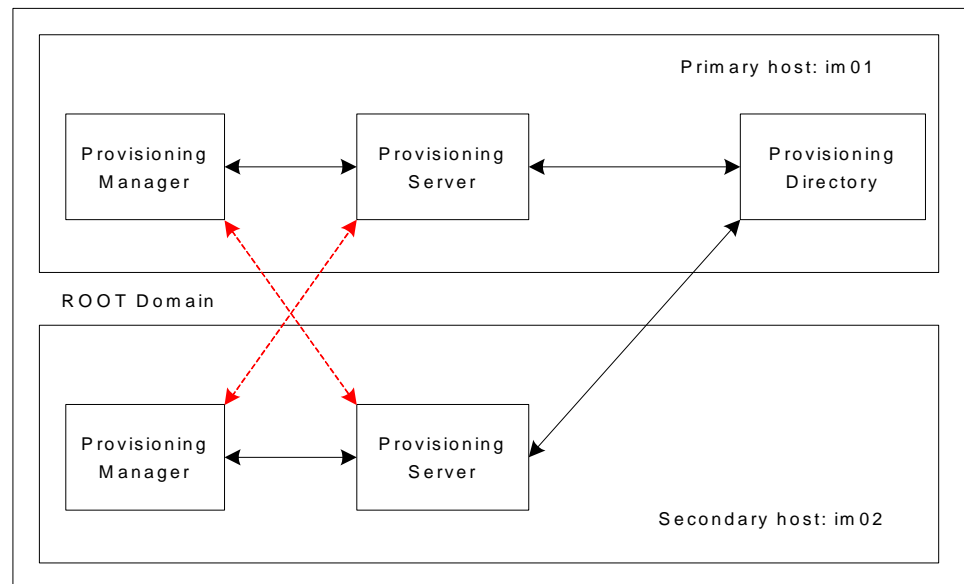 Primary host: im01
Provisioning
Manager
Provisioning
Server
Provisioning
Directory
ROOT Domain
Provisioning
Manager
Provisioning
Server
Secondary host: im02